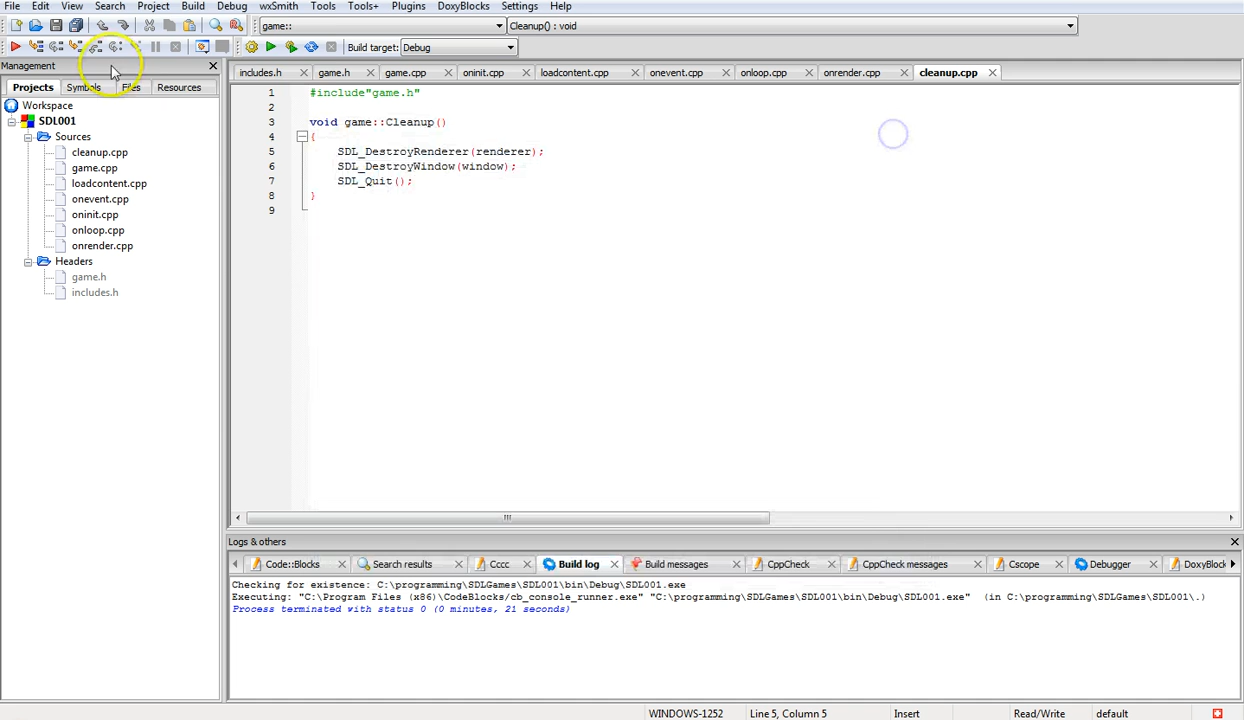 File Edit View Search Project Build Debug wxSmith Tools Tools+ Plugins DoxyBlocks Settings Help
game:: Cleanup() : void
Build target: Debug
Management
Projects Symbols Files Resources
Workspace
SDL001
Sources
cleanup.cpp
game.cpp
loadcontent.cpp
onevent.cpp
oninit.cpp
onloop.cpp
onrender.cpp
Headers
game.h
includes.h
includes.h game.h game.cpp oninit.cpp loadcontent.cpp onevent.cpp onloop.cpp onrender.cpp cleanup.cpp
1 #include"game.h"
2
3 void game::Cleanup()
4 {
5 SDL_DestroyRenderer(renderer);
6 SDL_DestroyWindow(window);
7 SDL_Quit();
8 }
9
Logs & others
Code::Blocks Search results Cccc Build log Build messages CppCheck CppCheck messages Cscope Debugger DoxyBlock
Checking for existence: C:\programming\SDLGames\SDL001\bin\Debug\SDL001.exe
Executing: "C:\Program Files (x86)\CodeBlocks/cb_console_runner.exe" "C:\programming\SDLGames\SDL001\bin\Debug\SDL001.exe" (in C:\programming\SDLGames\SDL001\.)
Process terminated with status 0 (0 minutes, 21 seconds)
WINDOWS-1252 Line 5, Column 5 Insert Read/Write default